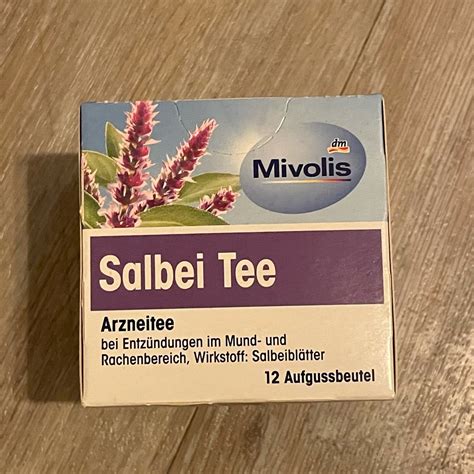 dm
Mivolis
Salbei Tee
Arzneitee
bei Entzündungen im Mund- und
Rachenbereich, Wirkstoff: Salbeiblätter
12 Aufgussbeutel